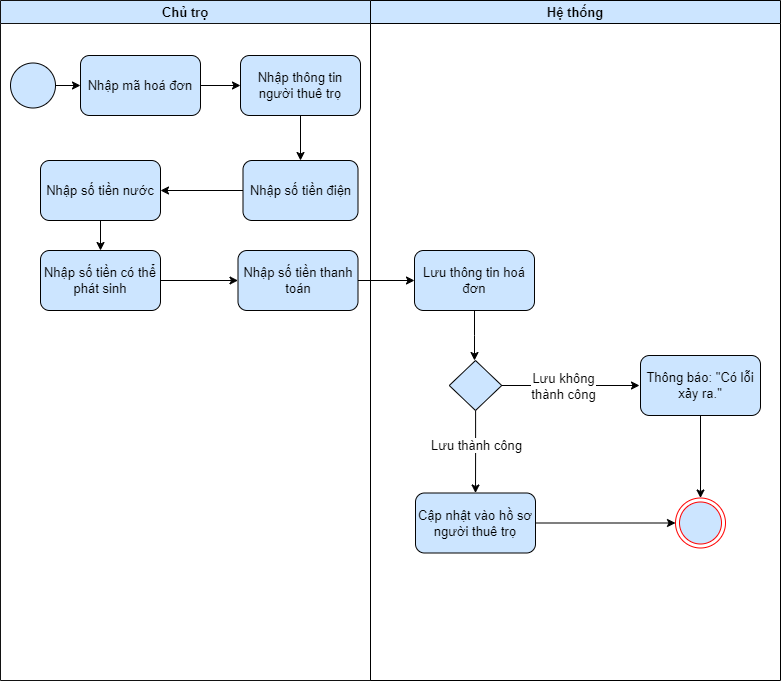 Chủ trọ
Hệ thống
Nhập mã hoá đơn
Nhập thông tin
người thuê trọ
Nhập số tiền nước
Nhập số tiền điện
Nhập số tiền có thể
phát sinh
Nhập số tiền thanh
toán
Lưu thông tin hoá
đơn
Lưu không
thành công
Thông báo: "Có lỗi
xảy ra."
Lưu thành công
Cập nhật vào hồ sơ
người thuê trọ